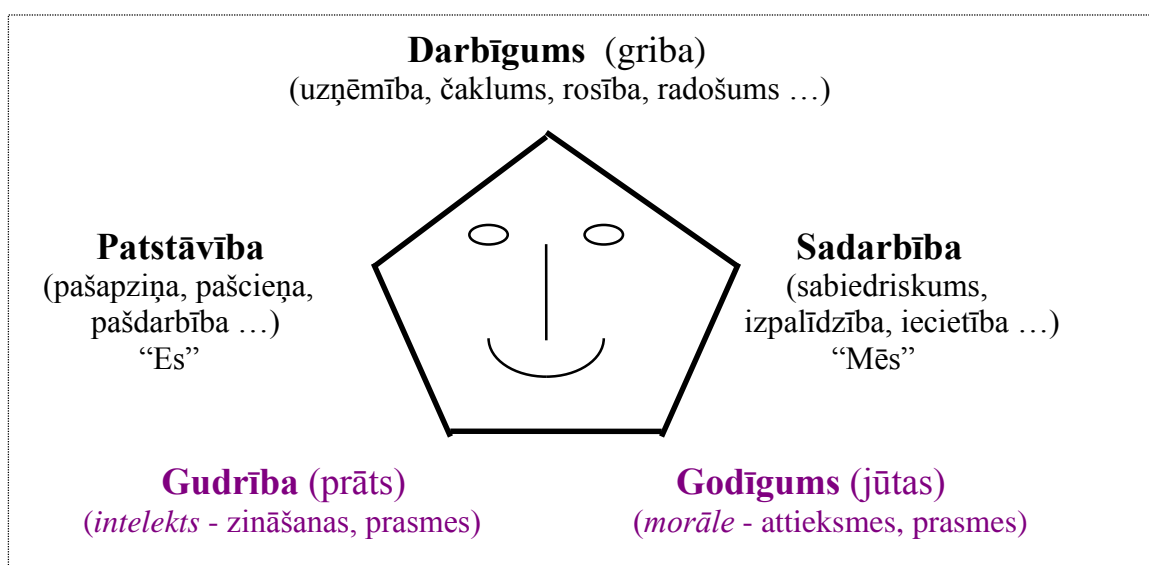 Darbīgums (griba)
(uzņēmība, čaklums, rosība, radošums …)
Patstāvība
(pašapziņa, pašcieņa,
pašdarbība …)
“Es”
Sadarbība
(sabiedriskums,
izpalīdzība, iecietība …)
“Mēs”
Gudrība (prāts)
(intelekts - zināšanas, prasmes)
Godīgums (jūtas)
(morāle - attieksmes, prasmes)